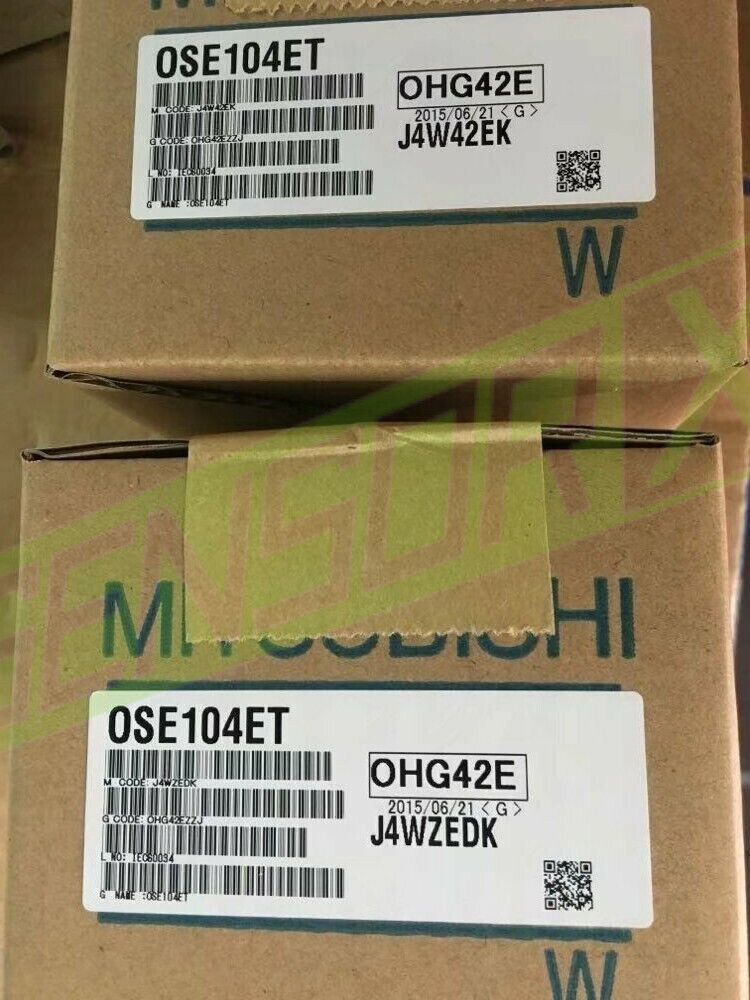 OSE104ET
M CODE: J4W42EK
G CODE: OHG42EZZJ
L NO: IEC60034
G NAME :OSE104ET
OHG42E
2015/06/21 < G >
J4W42EK
W
SENSORIX
MITSUBISHI
OSE104ET
M CODE: J4WZEDK
G CODE: OHG42EZZJ
L NO: IEC60034
G NAME :OSE104ET
OHG42E
2015/06/21 < G >
J4WZEDK
W